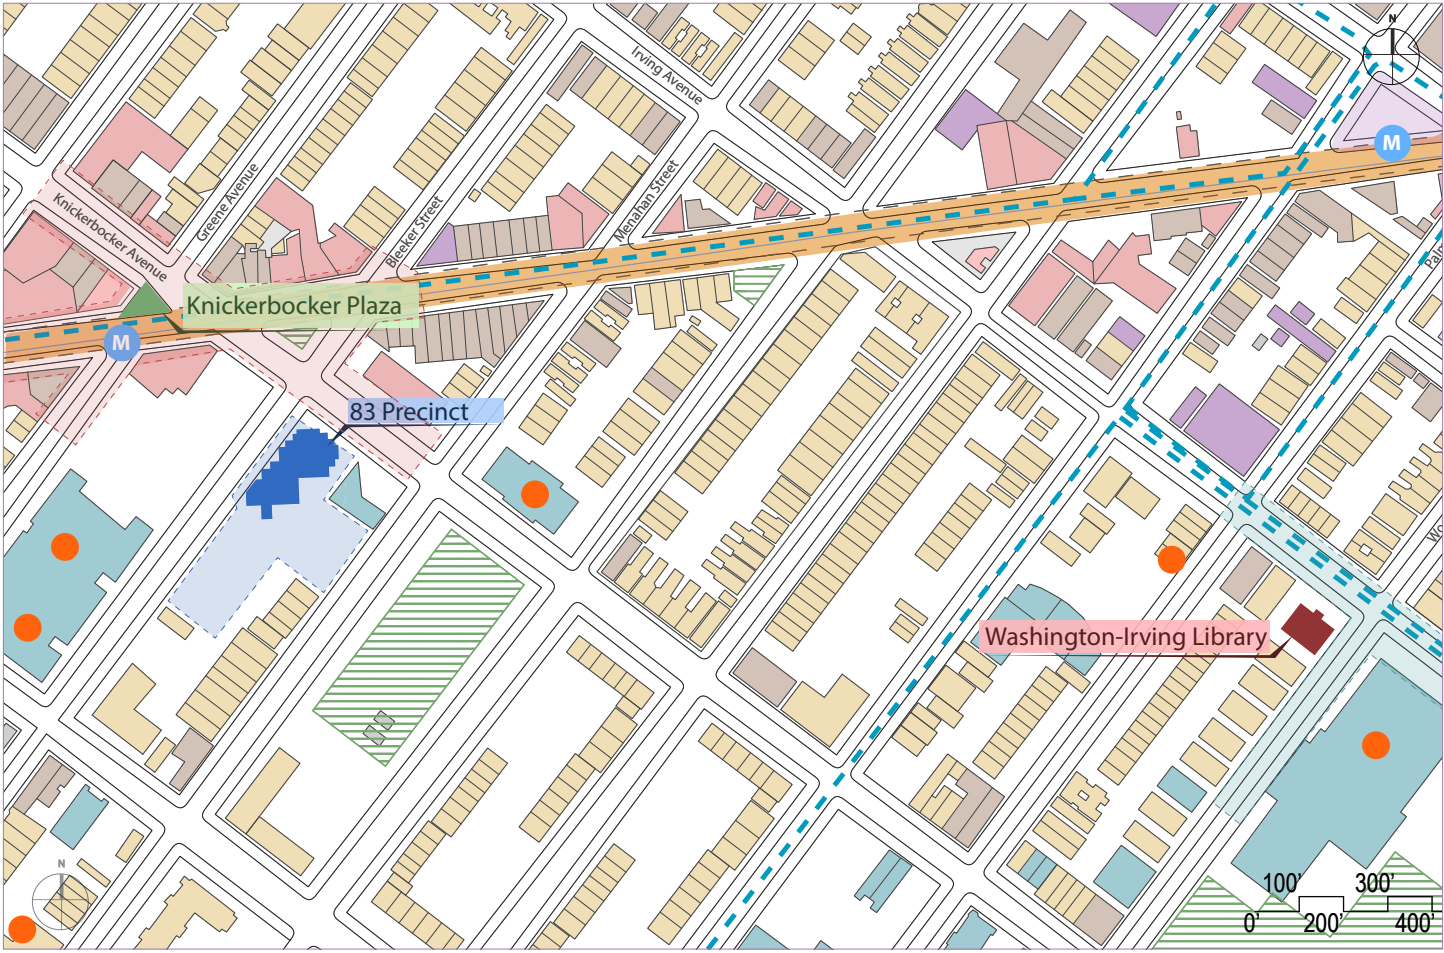 N
Irving Avenue
M
Menahan Street
Greene Avenue
Knickerbocker Avenue
Bleeker Street
Knickerbocker Plaza
M
83 Precinct
Washington-Irving Library
N
100'
300'
0'
200'
400'